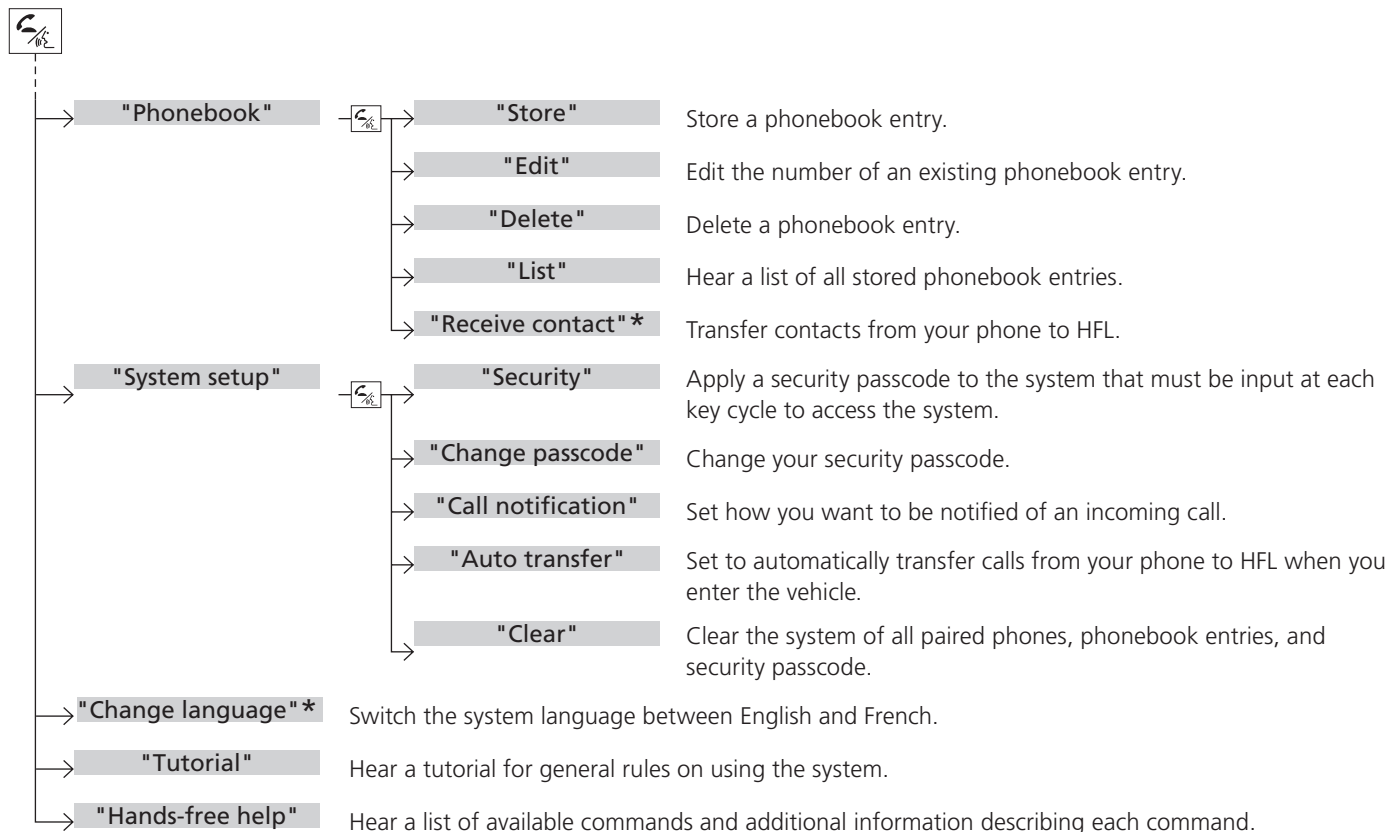 "Phonebook"
"Store"
Store a phonebook entry.
"Edit"
Edit the number of an existing phonebook entry.
"Delete"
Delete a phonebook entry.
"List"
Hear a list of all stored phonebook entries.
"Receive contact"*
Transfer contacts from your phone to HFL.
"System setup"
"Security"
Apply a security passcode to the system that must be input at each
key cycle to access the system.
"Change passcode"
Change your security passcode.
"Call notification"
Set how you want to be notified of an incoming call.
"Auto transfer"
Set to automatically transfer calls from your phone to HFL when you
enter the vehicle.
"Clear"
Clear the system of all paired phones, phonebook entries, and
security passcode.
"Change language"*
Switch the system language between English and French.
"Tutorial"
Hear a tutorial for general rules on using the system.
"Hands-free help"
Hear a list of available commands and additional information describing each command.